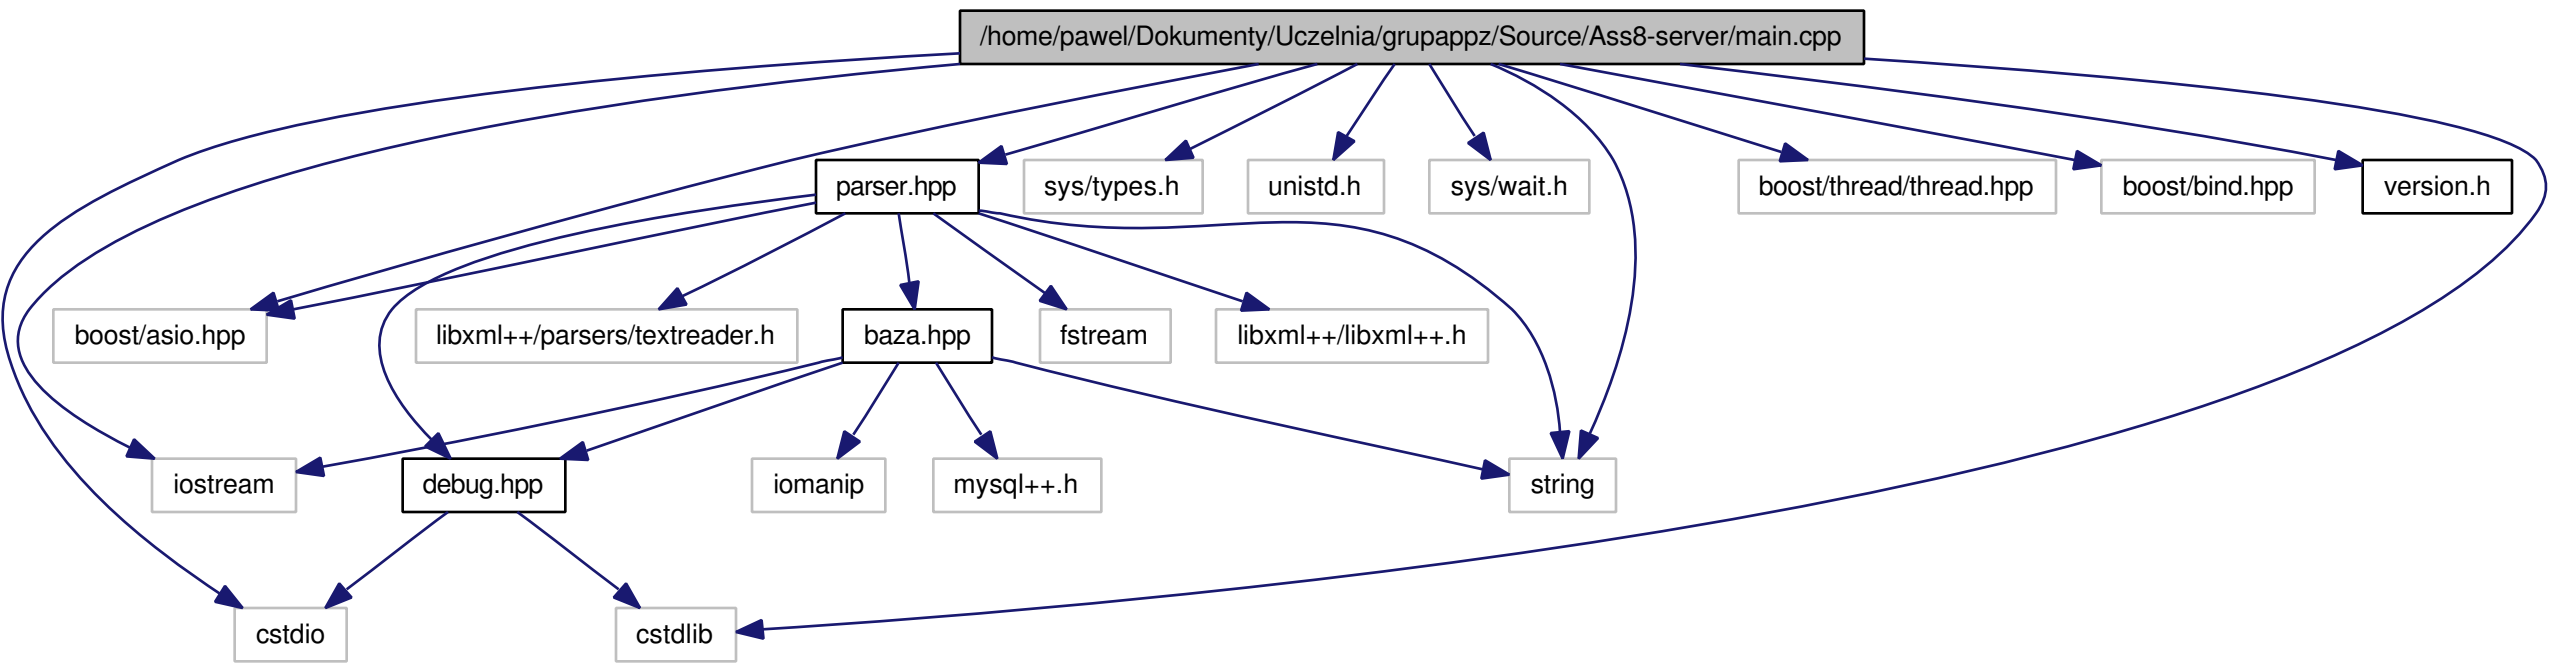 /home/pawel/Dokumenty/Uczelnia/grupappz/Source/Ass8-server/main.cpp
parser.hpp
sys/types.h
unistd.h
sys/wait.h
boost/thread/thread.hpp
boost/bind.hpp
version.h
boost/asio.hpp
libxml++/parsers/textreader.h
baza.hpp
fstream
libxml++/libxml++.h
iostream
debug.hpp
iomanip
mysql++.h
string
cstdio
cstdlib